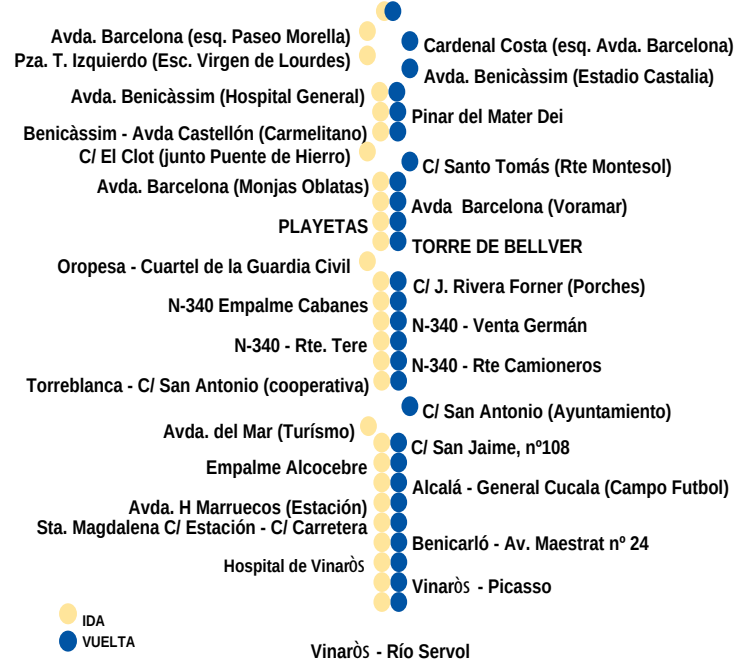 Avda. Barcelona (esq. Paseo Morella)
Cardenal Costa (esq. Avda. Barcelona)
Pza. T. Izquierdo (Esc. Virgen de Lourdes)
Avda. Benicàssim (Estadio Castalia)
Avda. Benicàssim (Hospital General)
Pinar del Mater Dei
Benicàssim - Avda Castellón (Carmelitano)
C/ El Clot (junto Puente de Hierro)
C/ Santo Tomás (Rte Montesol)
Avda. Barcelona (Monjas Oblatas)
Avda Barcelona (Voramar)
PLAYETAS
TORRE DE BELLVER
Oropesa - Cuartel de la Guardia Civil
C/ J. Rivera Forner (Porches)
N-340 Empalme Cabanes
N-340 - Venta Germán
N-340 - Rte. Tere
N-340 - Rte Camioneros
Torreblanca - C/ San Antonio (cooperativa)
C/ San Antonio (Ayuntamiento)
Avda. del Mar (Turísmo)
C/ San Jaime, nº108
Empalme Alcocebre
Alcalá - General Cucala (Campo Futbol)
Avda. H Marruecos (Estación)
Sta. Magdalena C/ Estación - C/ Carretera
Benicarló - Av. Maestrat nº 24
Hospital de Vinaròs
Vinaròs - Picasso
IDA
VUELTA
Vinaròs - Río Servol